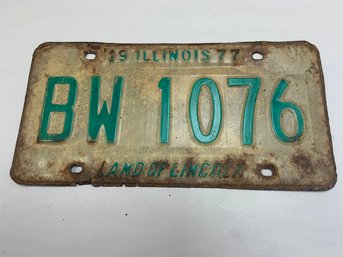 19 ILLINOIS 77
BW 1076
LAND OF LINCOLN